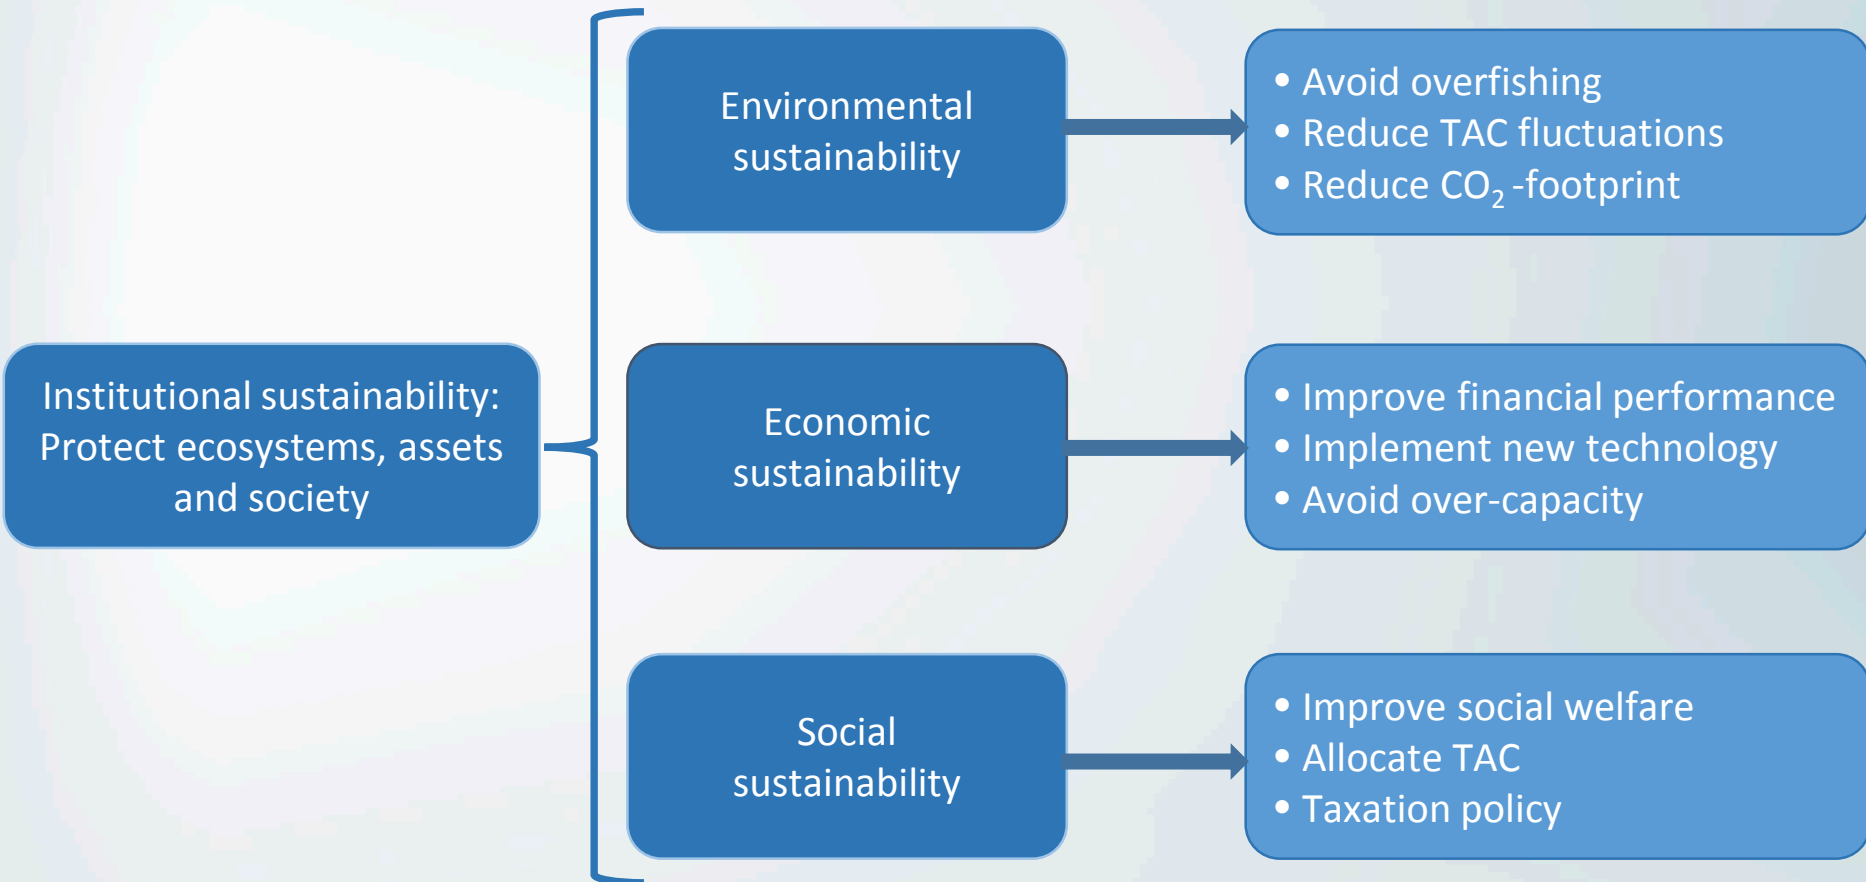 Institutional sustainability:
Protect ecosystems, assets
and society
Environmental
sustainability
• Avoid overfishing
• Reduce TAC fluctuations
• Reduce CO₂ -footprint
Economic
sustainability
• Improve financial performance
• Implement new technology
• Avoid over-capacity
Social
sustainability
• Improve social welfare
• Allocate TAC
• Taxation policy